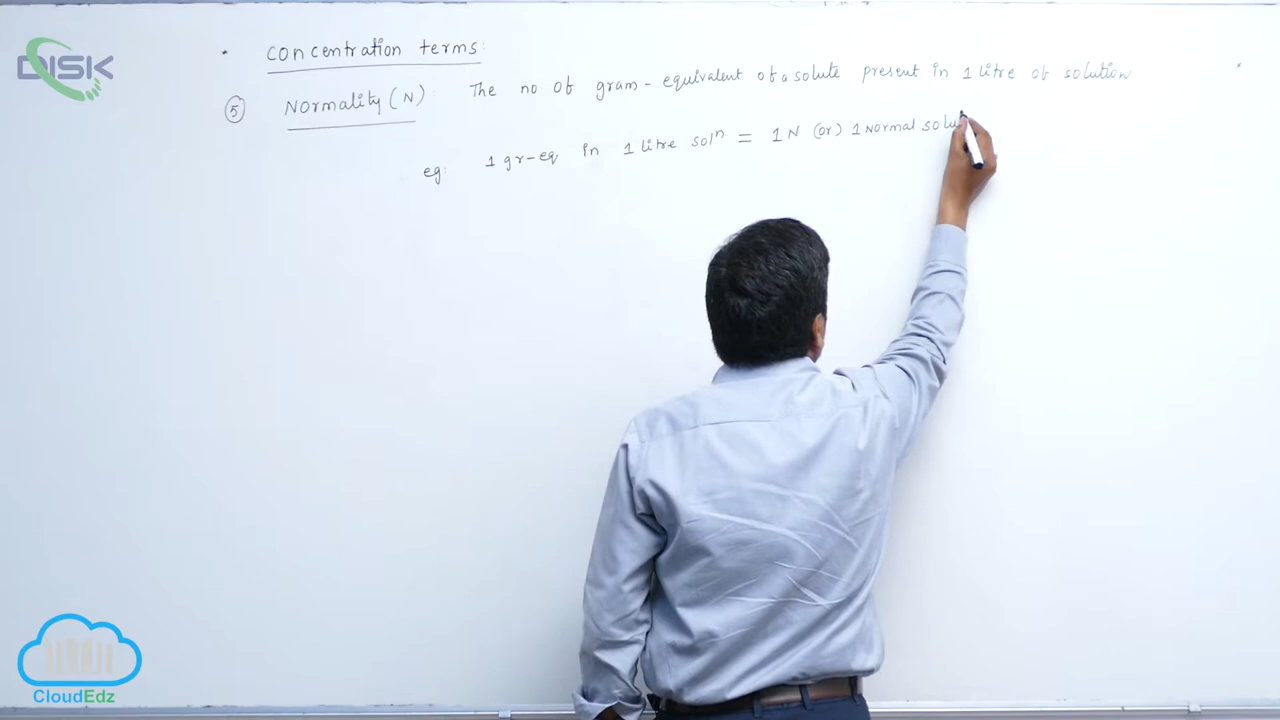 DISK
• Concentration terms:
⑤ Normality (N): The no of gram-equivalent of a solute present in 1 litre of solution
eg: 1 gr-eq in 1 litre solⁿ = 1 N (or) 1 Normal solu
CloudEdz